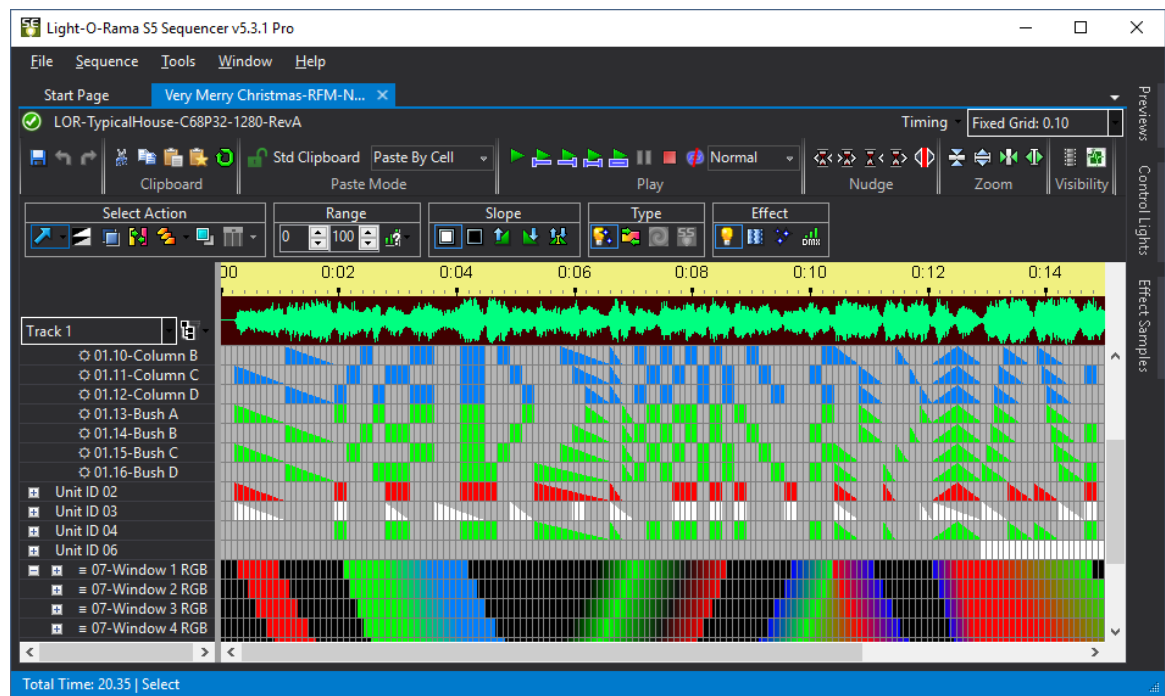 Light-O-Rama S5 Sequencer v5.3.1 Pro
File Sequence Tools Window Help
Start Page Very Merry Christmas-RFM-N...
LOR-TypicalHouse-C68P32-1280-RevA Timing Fixed Grid: 0.10
Std Clipboard Paste By Cell Normal
Clipboard Paste Mode Play Nudge Zoom Visibility
Select Action Range Slope Type Effect
0 100 S5 DMX
00 0:02 0:04 0:06 0:08 0:10 0:12 0:14
Track 1
01.10-Column B
01.11-Column C
01.12-Column D
01.13-Bush A
01.14-Bush B
01.15-Bush C
01.16-Bush D
Unit ID 02
Unit ID 03
Unit ID 04
Unit ID 06
07-Window 1 RGB
07-Window 2 RGB
07-Window 3 RGB
07-Window 4 RGB
Total Time: 20.35 | Select
Previews
Control Lights
Effect Samples